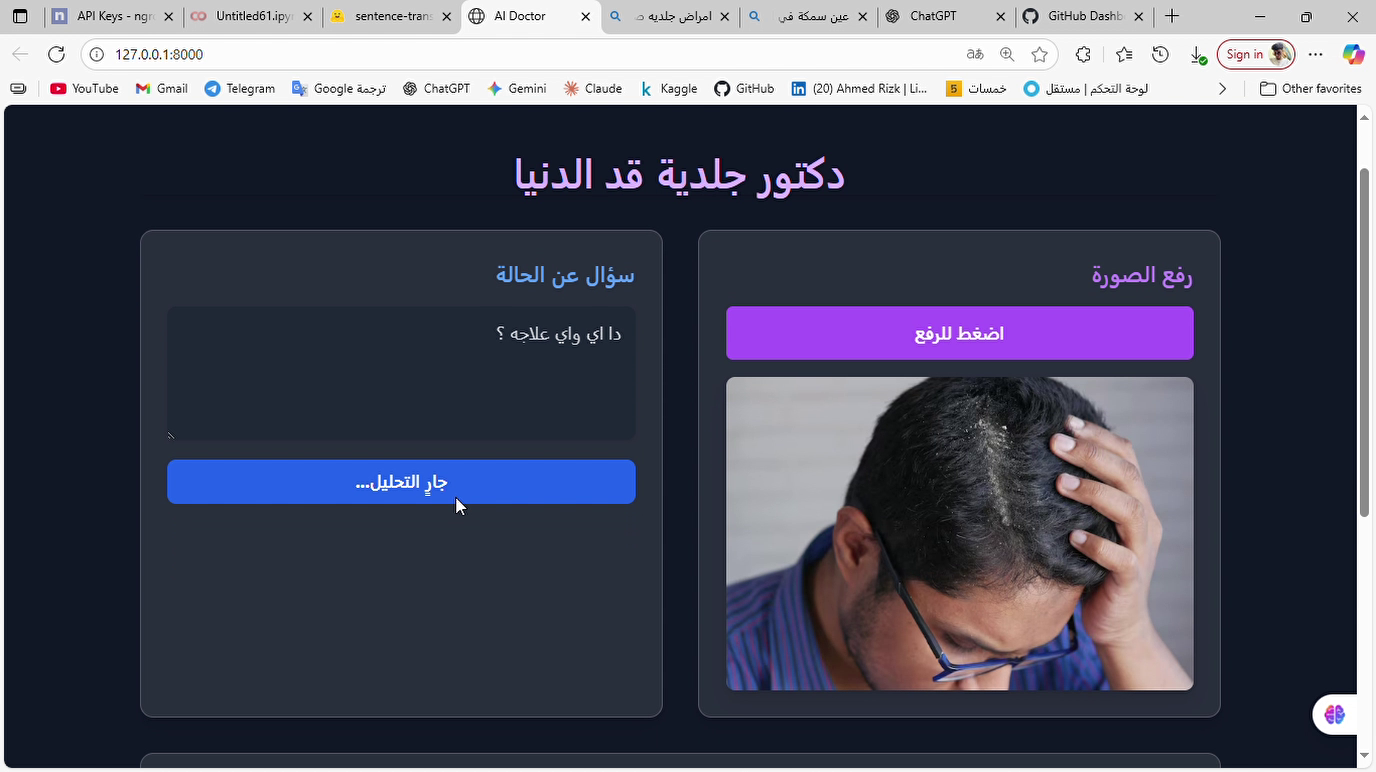 API Keys - ngr
Untitled61.ipy
sentence-tran
AI Doctor
امراض جلديه ص
عين سمكة في
ChatGPT
GitHub Dashb
127.0.0.1:8000
Sign in
YouTube
Gmail
Telegram
Google ترجمة
ChatGPT
Gemini
Claude
Kaggle
GitHub
(20) Ahmed Rizk | Li...
خمسات
لوحة التحكم | مستقل
Other favorites
دكتور جلدية قد الدنيا
رفع الصورة
اضغط للرفع
سؤال عن الحالة
دا اي واي علاجه ؟
جارٍ التحليل...